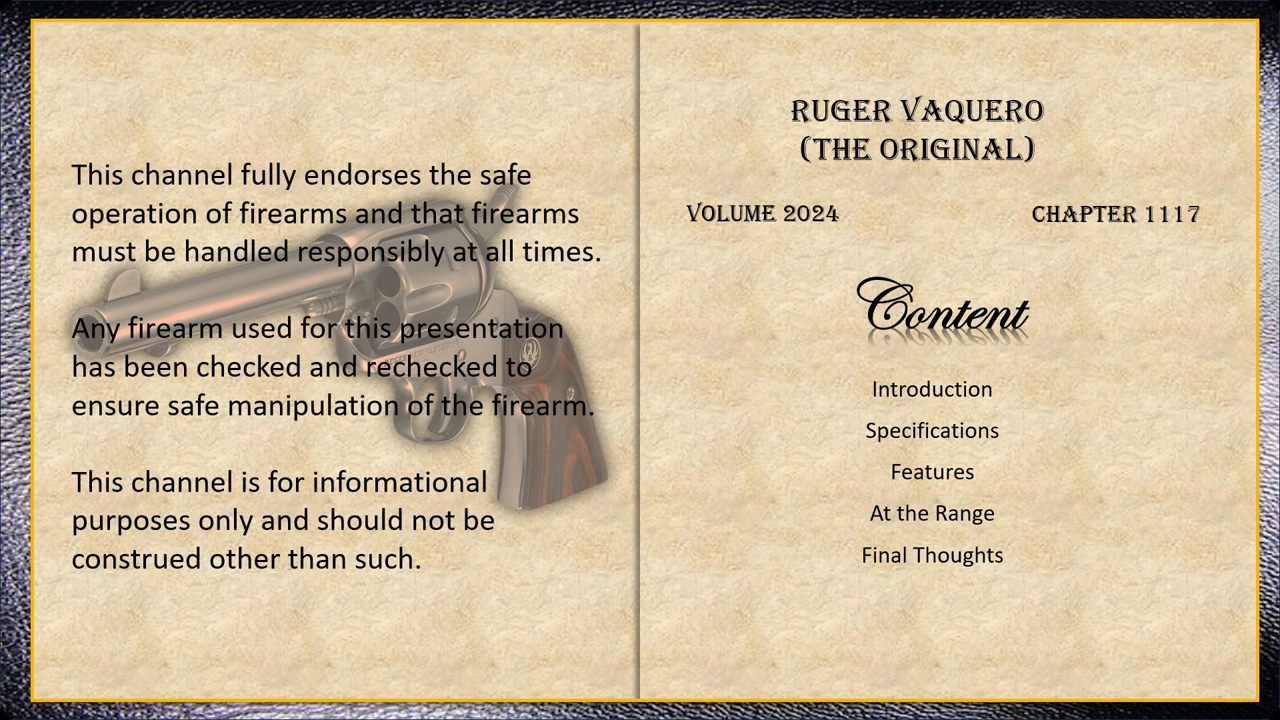 This channel fully endorses the safe
operation of firearms and that firearms
must be handled responsibly at all times.
Any firearm used for this presentation
has been checked and rechecked to
ensure safe manipulation of the firearm.
This channel is for informational
purposes only and should not be
construed other than such.
RUGER VAQUERO
(THE ORIGINAL)
VOLUME 2024
CHAPTER 1117
Content
Introduction
Specifications
Features
At the Range
Final Thoughts